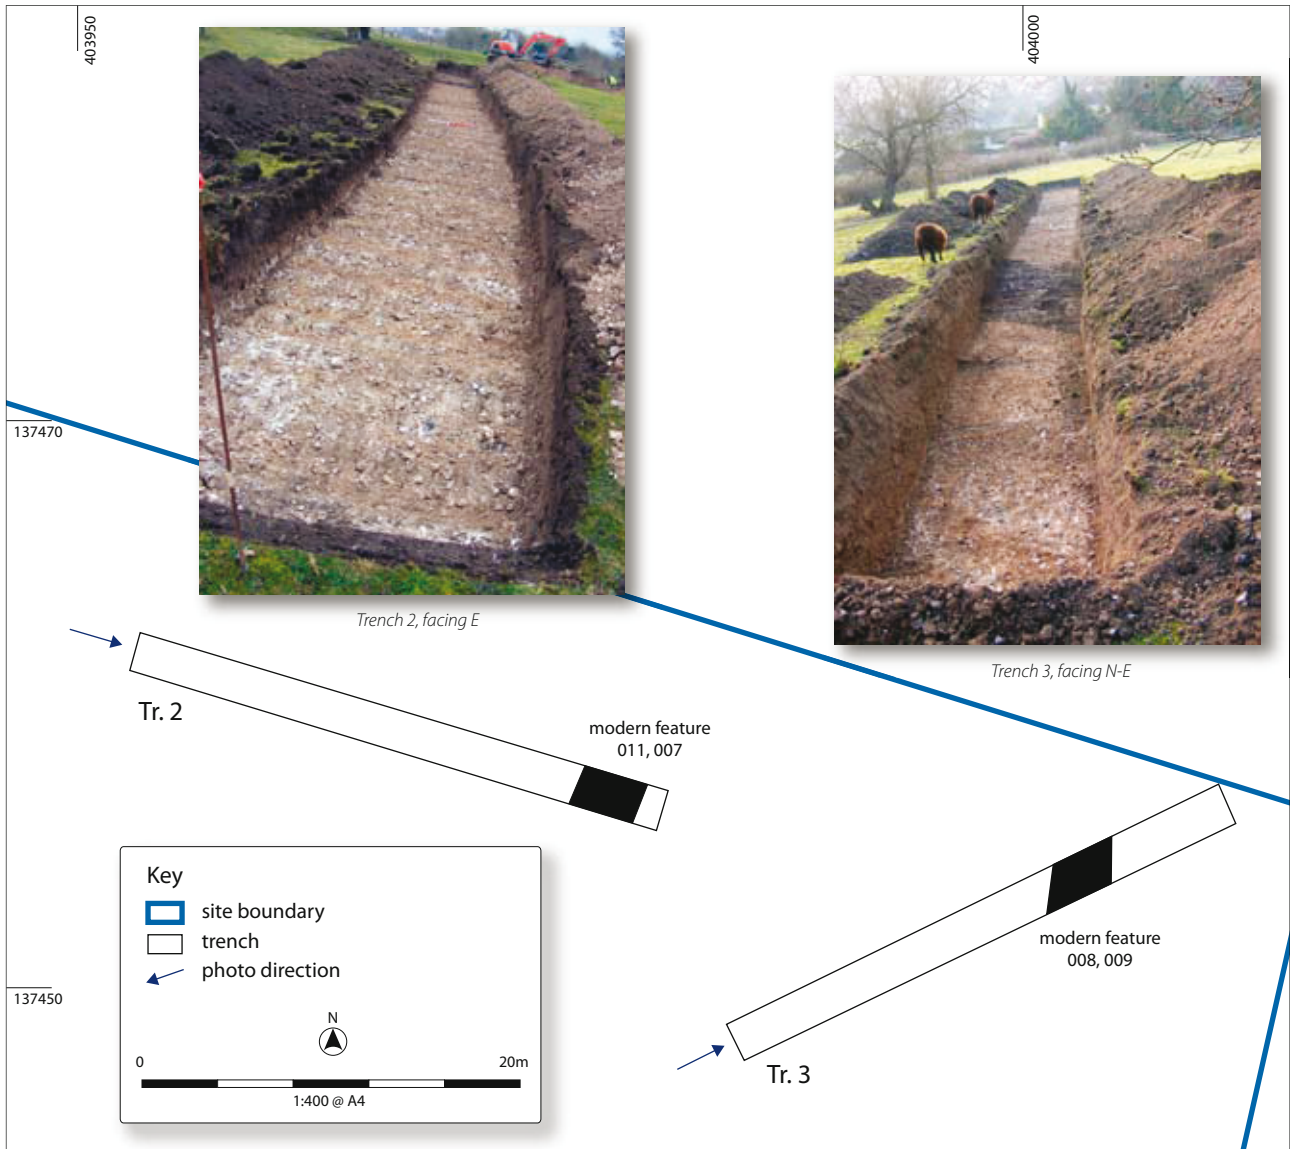 403950
404000
137470
Trench 2, facing E
Trench 3, facing N-E
Tr. 2
modern feature
011, 007
Key
site boundary
trench
photo direction
N
0
20m
1:400 @ A4
137450
modern feature
008, 009
Tr. 3